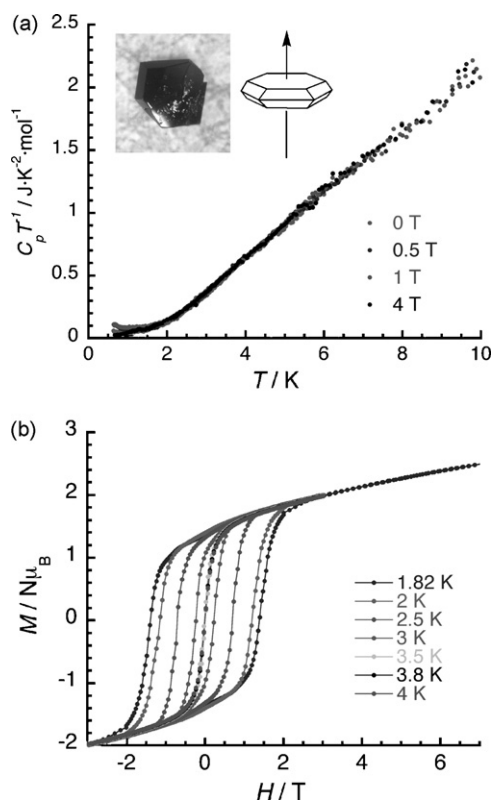 (a)
2.5
2
1.5
1
0.5
0
C_p T^-1 / J·K^-2·mol^-1
0 T
0.5 T
1 T
4 T
0 2 4 6 8 10
T / K
(b)
3
2
1
0
-1
-2
M / Nμ_B
1.82 K
2 K
2.5 K
3 K
3.5 K
3.8 K
4 K
-2 0 2 4 6
H / T